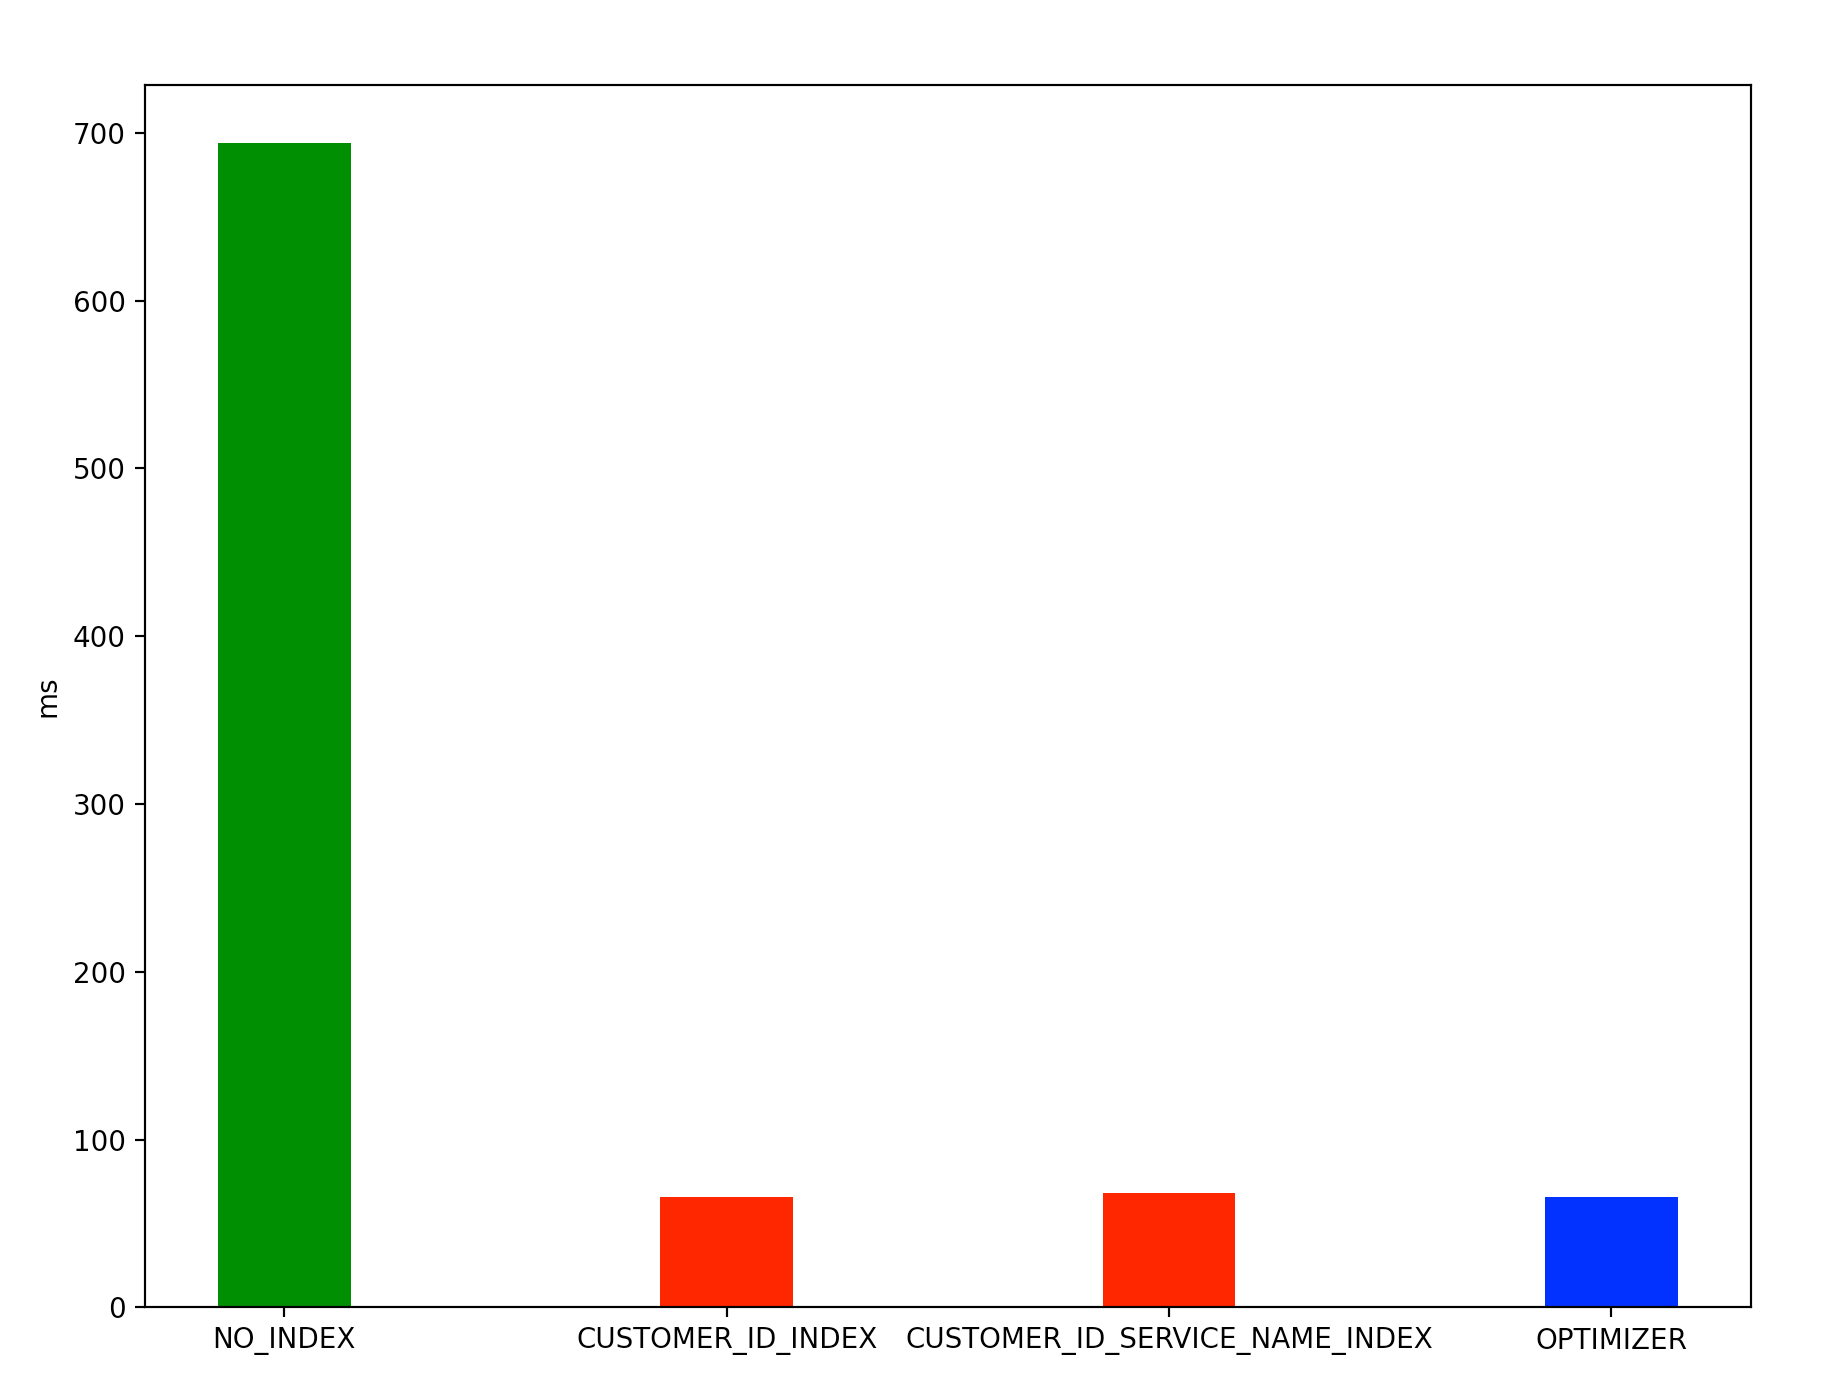 700
600
500
400
300
200
100
0
ms
NO_INDEX
CUSTOMER_ID_INDEX
CUSTOMER_ID_SERVICE_NAME_INDEX
OPTIMIZER